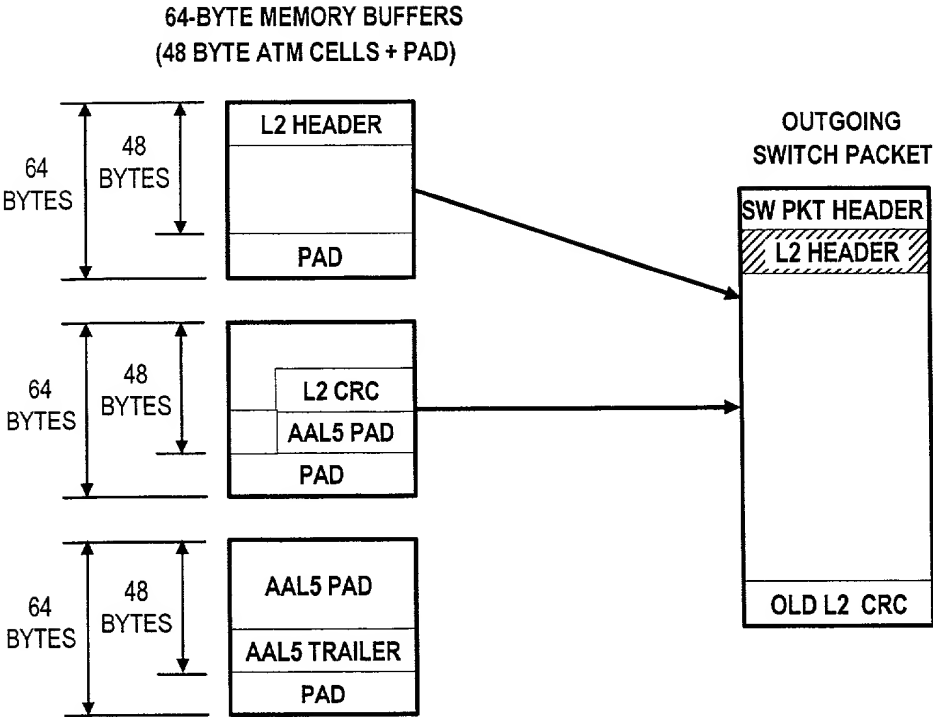 64-BYTE MEMORY BUFFERS
(48 BYTE ATM CELLS + PAD)
64
BYTES
48
BYTES
L2 HEADER
PAD
OUTGOING
SWITCH PACKET
SW PKT HEADER
L2 HEADER
64
BYTES
48
BYTES
L2 CRC
AAL5 PAD
PAD
64
BYTES
48
BYTES
AAL5 PAD
AAL5 TRAILER
PAD
OLD L2 CRC